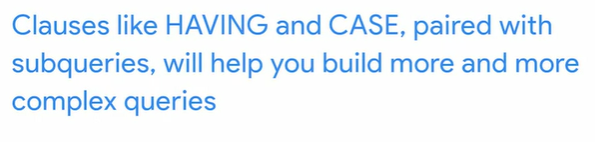 Clauses like HAVING and CASE, paired with
subqueries, will help you build more and more
complex queries